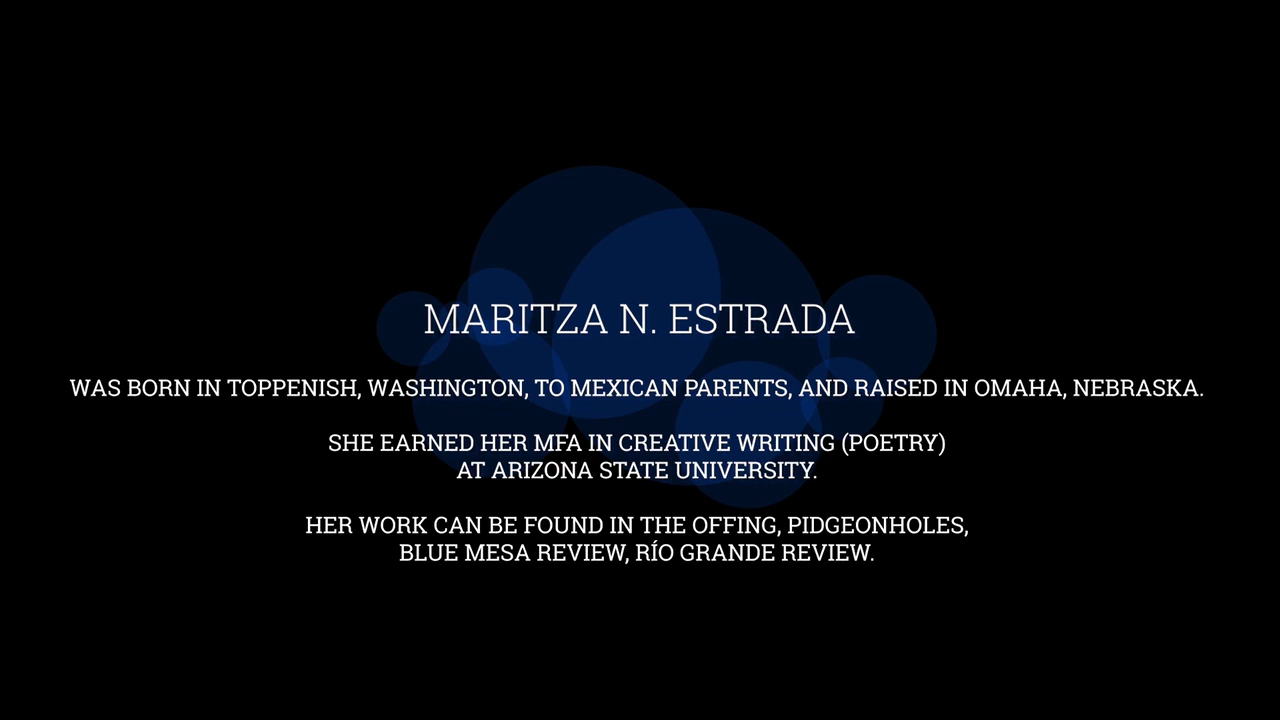 MARITZA N. ESTRADA
WAS BORN IN TOPPENISH, WASHINGTON, TO MEXICAN PARENTS, AND RAISED IN OMAHA, NEBRASKA.
SHE EARNED HER MFA IN CREATIVE WRITING (POETRY)
AT ARIZONA STATE UNIVERSITY.
HER WORK CAN BE FOUND IN THE OFFING, PIDGEONHOLES,
BLUE MESA REVIEW, RÍO GRANDE REVIEW.